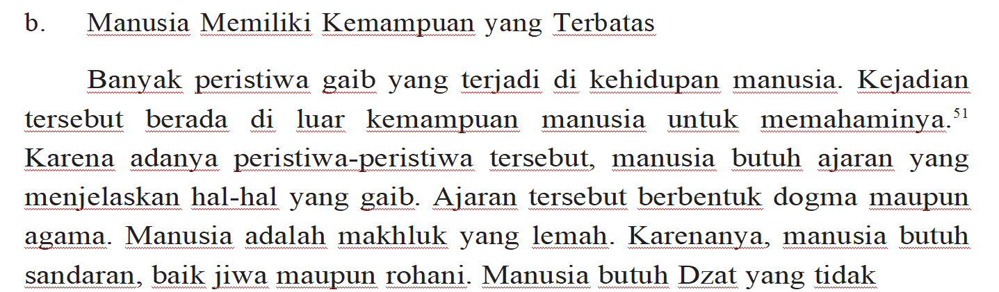 b. Manusia Memiliki Kemampuan yang Terbatas
Banyak peristiwa gaib yang terjadi di kehidupan manusia. Kejadian
tersebut berada di luar kemampuan manusia untuk memahaminya.51
Karena adanya peristiwa-peristiwa tersebut, manusia butuh ajaran yang
menjelaskan hal-hal yang gaib. Ajaran tersebut berbentuk dogma maupun
agama. Manusia adalah makhluk yang lemah. Karenanya, manusia butuh
sandaran, baik jiwa maupun rohani. Manusia butuh Dzat yang tidak